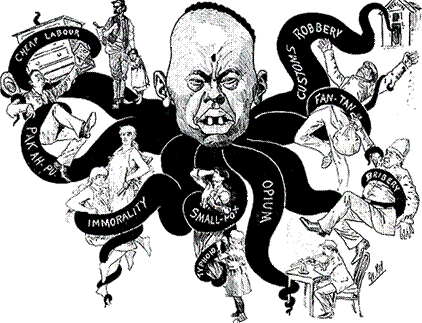 CHEAP LABOUR
PAK AH-PU
IMMORALITY
SMALL-POX
TYPHOID
OPIUM
CUSTOMS ROBBERY
FAN-TAN
BRIBERY